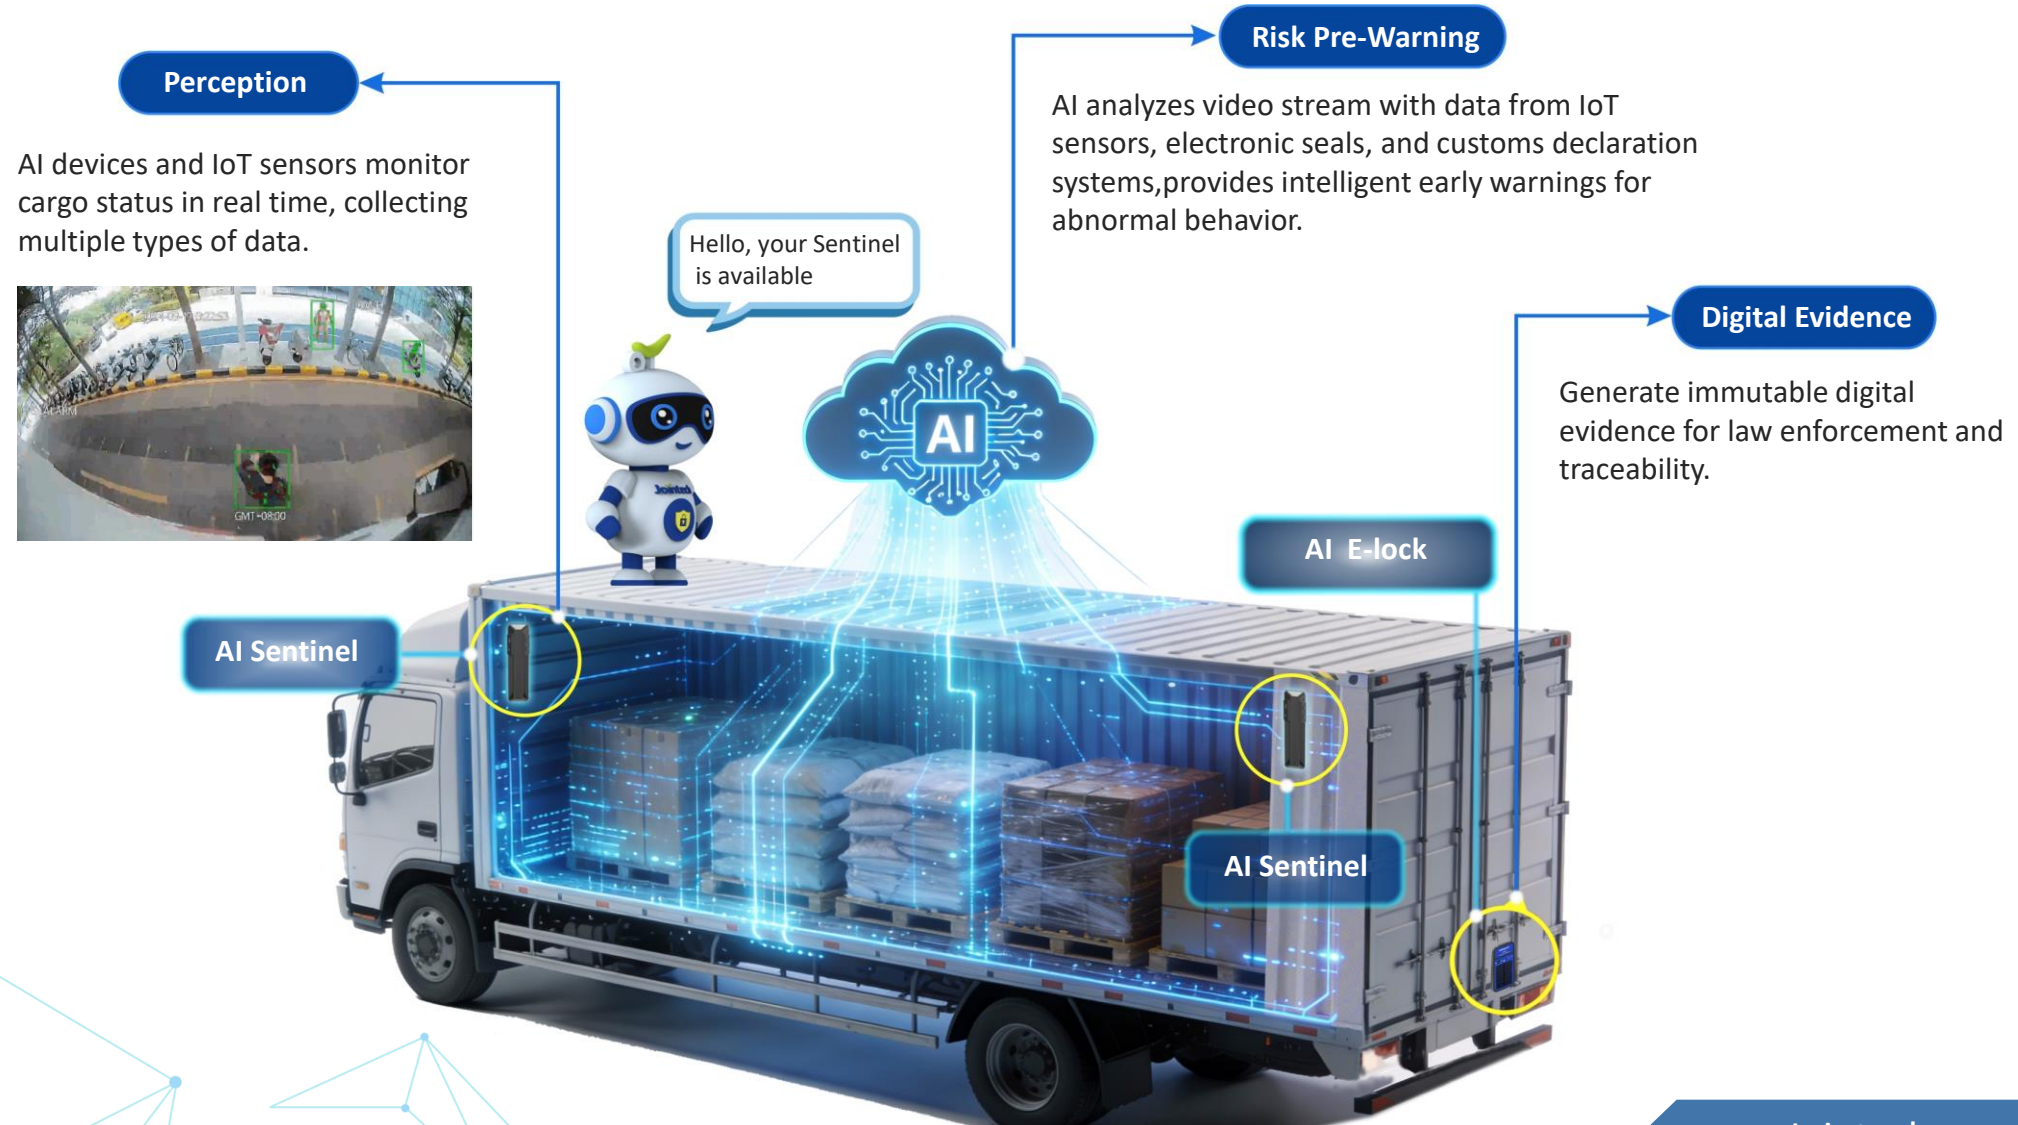 Risk Pre-Warning
Perception
AI analyzes video stream with data from IoT
sensors, electronic seals, and customs declaration
systems,provides intelligent early warnings for
abnormal behavior.
AI devices and IoT sensors monitor
cargo status in real time, collecting
multiple types of data.
Hello, your Sentinel
is available
Digital Evidence
Generate immutable digital
evidence for law enforcement and
traceability.
ALARM
GMT+08:00
AI
Jointech
AI E-lock
AI Sentinel
AI Sentinel